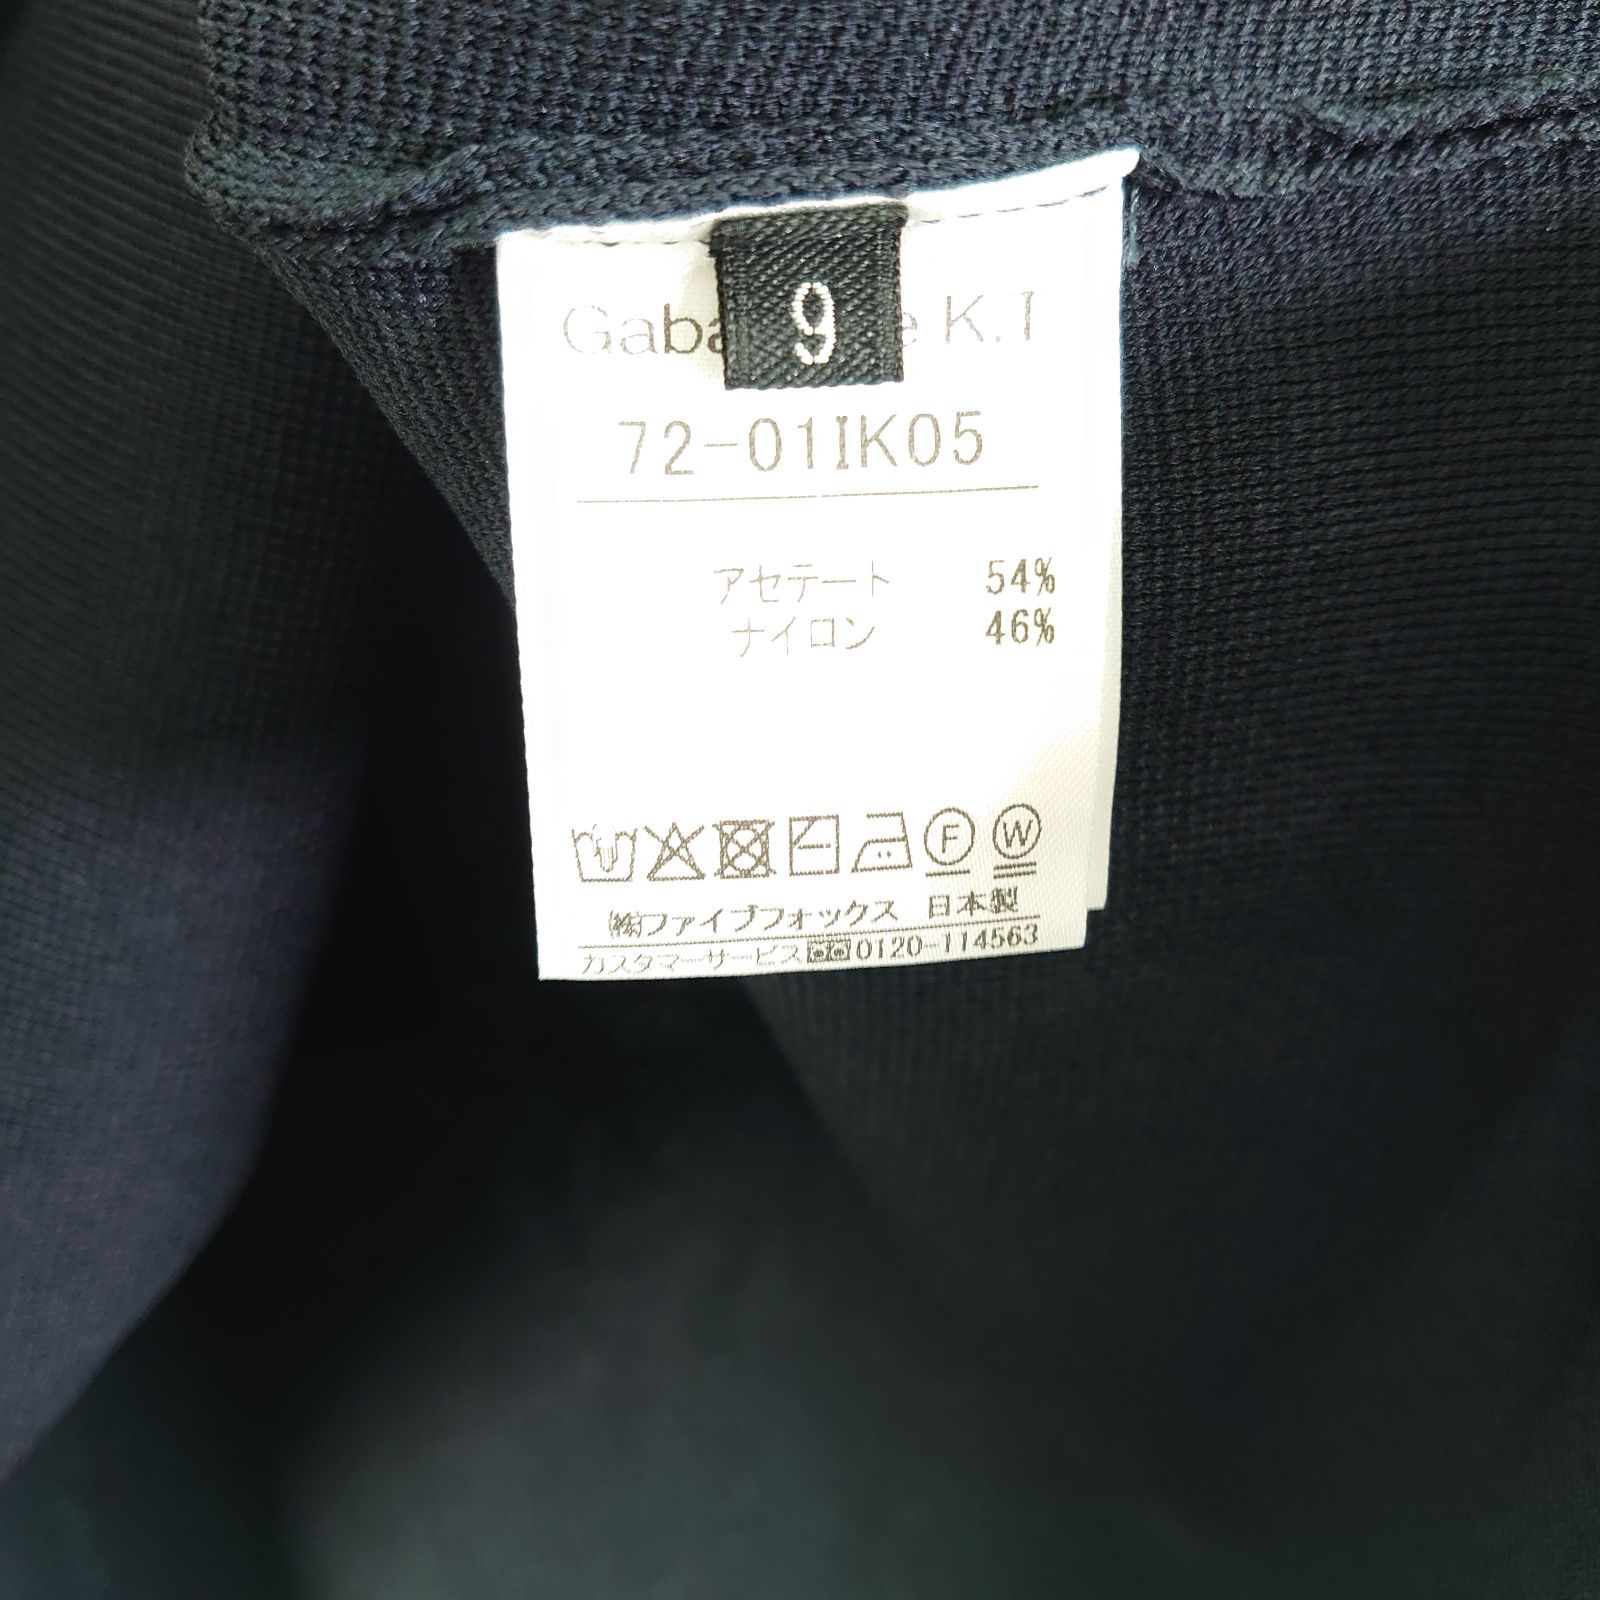 9
K.T
72-01IK05
アセテート 54%
ナイロン 46%
F W
㈱ファイブフォックス 日本製
カスタマーサービス 0120-114563